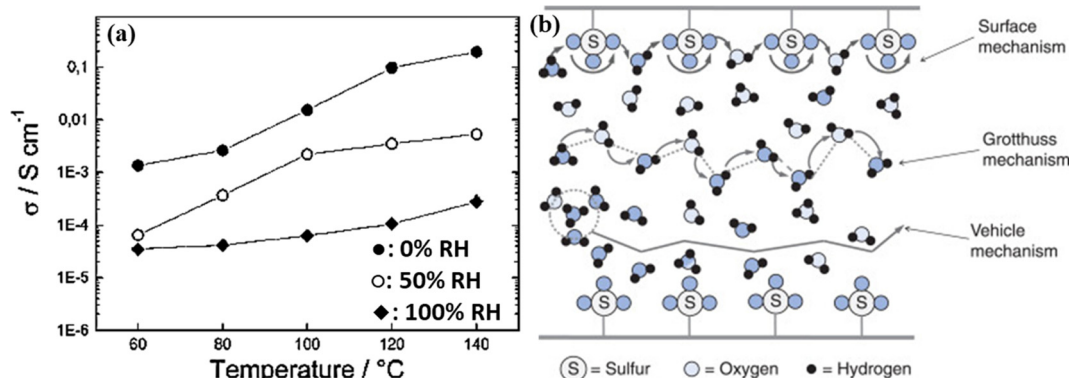 (a)
0,1
0,01
1E-3
1E-4
1E-5
1E-6
σ / S cm⁻¹
60 80 100 120 140
Temperature / °C
: 0% RH
: 50% RH
: 100% RH
(b)
S S S S
Surface
mechanism
Grotthuss
mechanism
Vehicle
mechanism
S S S S
S = Sulfur = Oxygen = Hydrogen